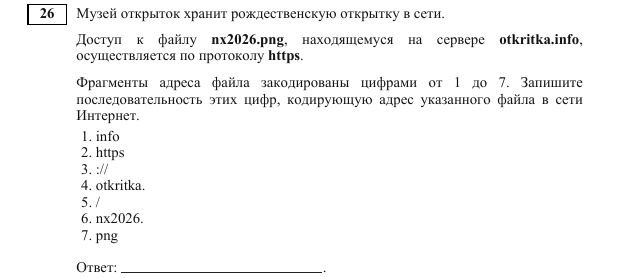 26 Музей открыток хранит рождественскую открытку в сети.
Доступ к файлу nx2026.png, находящемуся на сервере otkritka.info,
осуществляется по протоколу https.
Фрагменты адреса файла закодированы цифрами от 1 до 7. Запишите
последовательность этих цифр, кодирующую адрес указанного файла в сети
Интернет.
1. info
2. https
3. ://
4. otkritka.
5. /
6. nx2026.
7. png
Ответ: ______________________________.